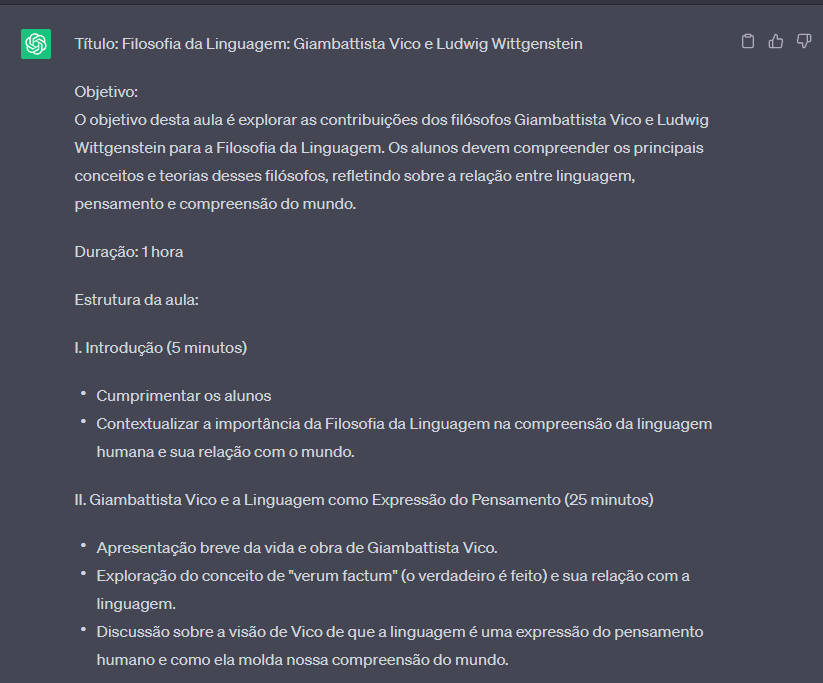 Título: Filosofia da Linguagem: Giambattista Vico e Ludwig Wittgenstein
Objetivo:
O objetivo desta aula é explorar as contribuições dos filósofos Giambattista Vico e Ludwig
Wittgenstein para a Filosofia da Linguagem. Os alunos devem compreender os principais
conceitos e teorias desses filósofos, refletindo sobre a relação entre linguagem,
pensamento e compreensão do mundo.
Duração: 1 hora
Estrutura da aula:
I. Introdução (5 minutos)
• Cumprimentar os alunos
• Contextualizar a importância da Filosofia da Linguagem na compreensão da linguagem
humana e sua relação com o mundo.
II. Giambattista Vico e a Linguagem como Expressão do Pensamento (25 minutos)
• Apresentação breve da vida e obra de Giambattista Vico.
• Exploração do conceito de "verum factum" (o verdadeiro é feito) e sua relação com a
linguagem.
• Discussão sobre a visão de Vico de que a linguagem é uma expressão do pensamento
humano e como ela molda nossa compreensão do mundo.